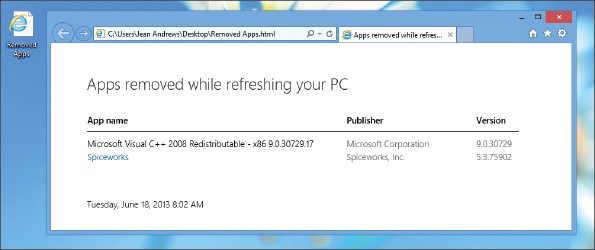 Removed Apps
C:\Users\Jean Andrews\Desktop\Removed Apps.html
Apps removed while refres...
Apps removed while refreshing your PC
App name Publisher Version
Microsoft Visual C++ 2008 Redistributable - x86 9.0.30729.17 Microsoft Corporation 9.0.30729
Spiceworks Spiceworks, Inc. 5.3.75902
Tuesday, June 18, 2013 8:02 AM